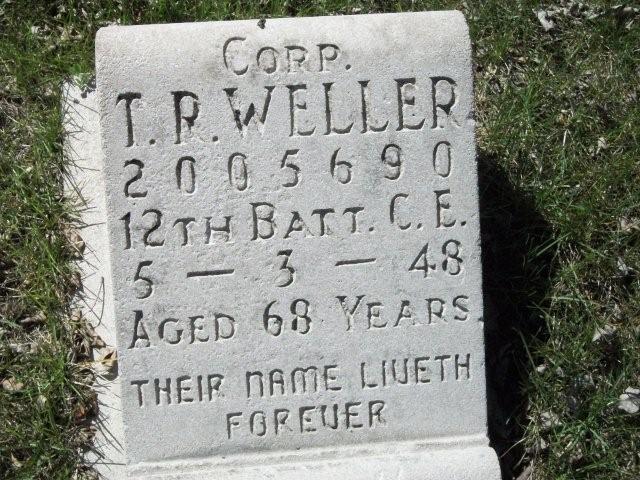 CORP.
T.R. WELLER
2005690
12TH BATT. C.E.
5 — 3 — 48
AGED 68 YEARS
THEIR NAME LIVETH
FOREVER